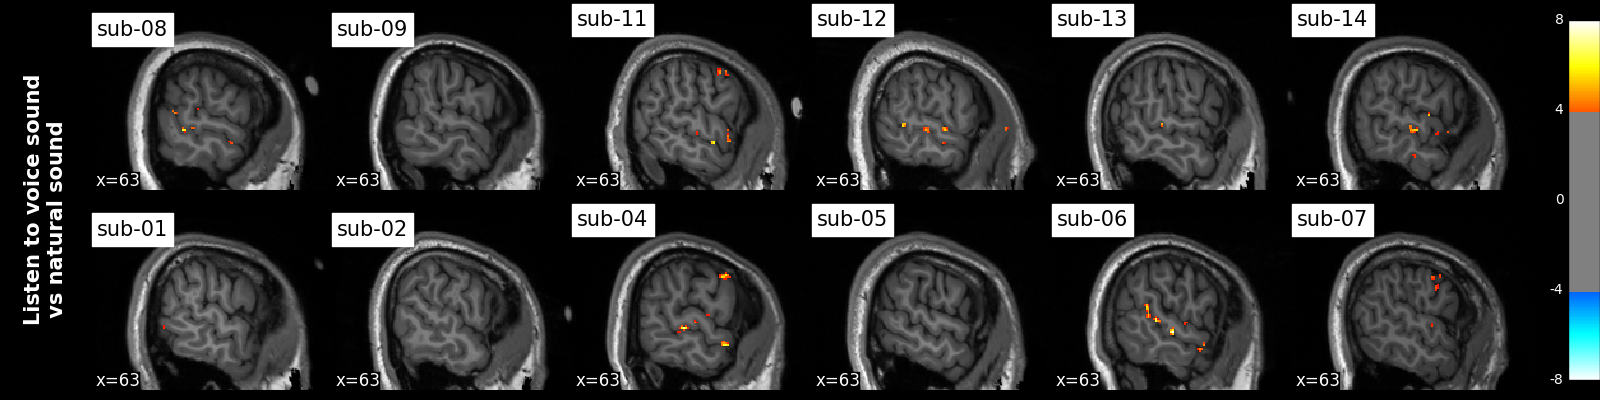 Listen to voice sound
vs natural sound
sub-08
sub-09
sub-11
sub-12
sub-13
sub-14
x=63
x=63
x=63
x=63
x=63
x=63
sub-01
sub-02
sub-04
sub-05
sub-06
sub-07
x=63
x=63
x=63
x=63
x=63
x=63
8
4
0
-4
-8